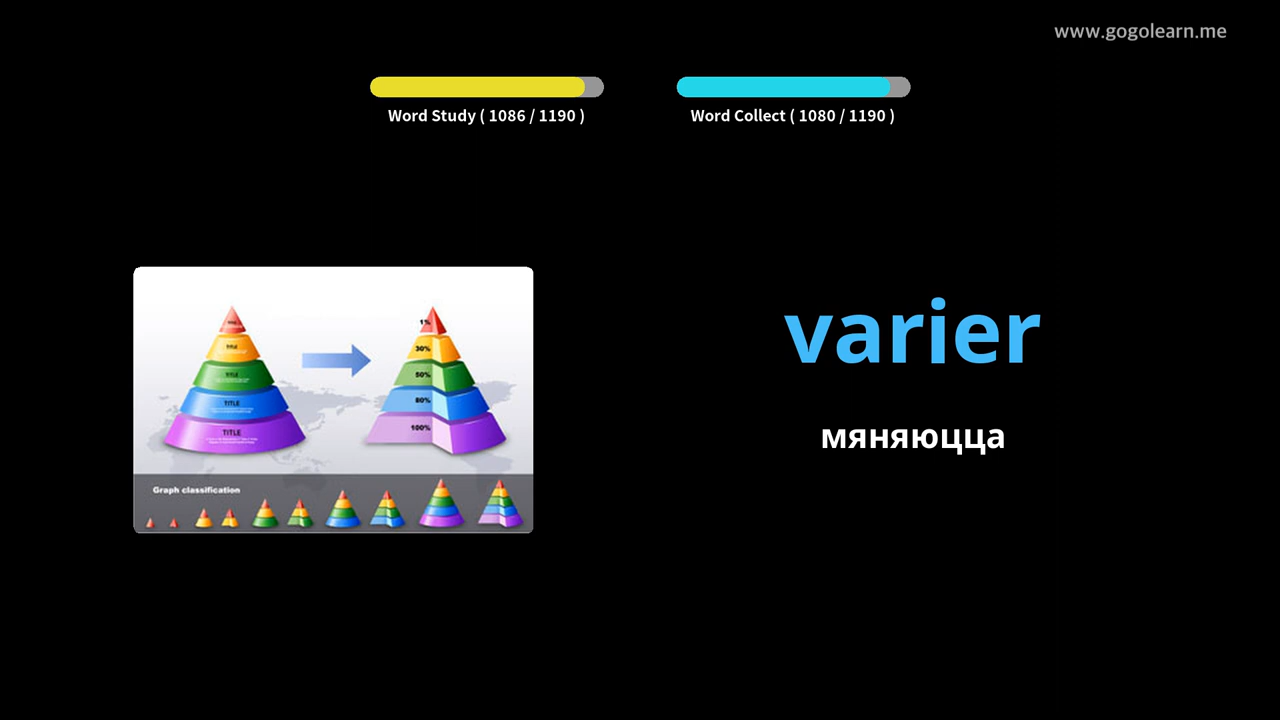 www.gogolearn.me
Word Study ( 1086 / 1190 )
Word Collect ( 1080 / 1190 )
varier
мяняюцца
TITLE
TITLE
TITLE
TITLE
1%
30%
50%
80%
100%
Graph classification